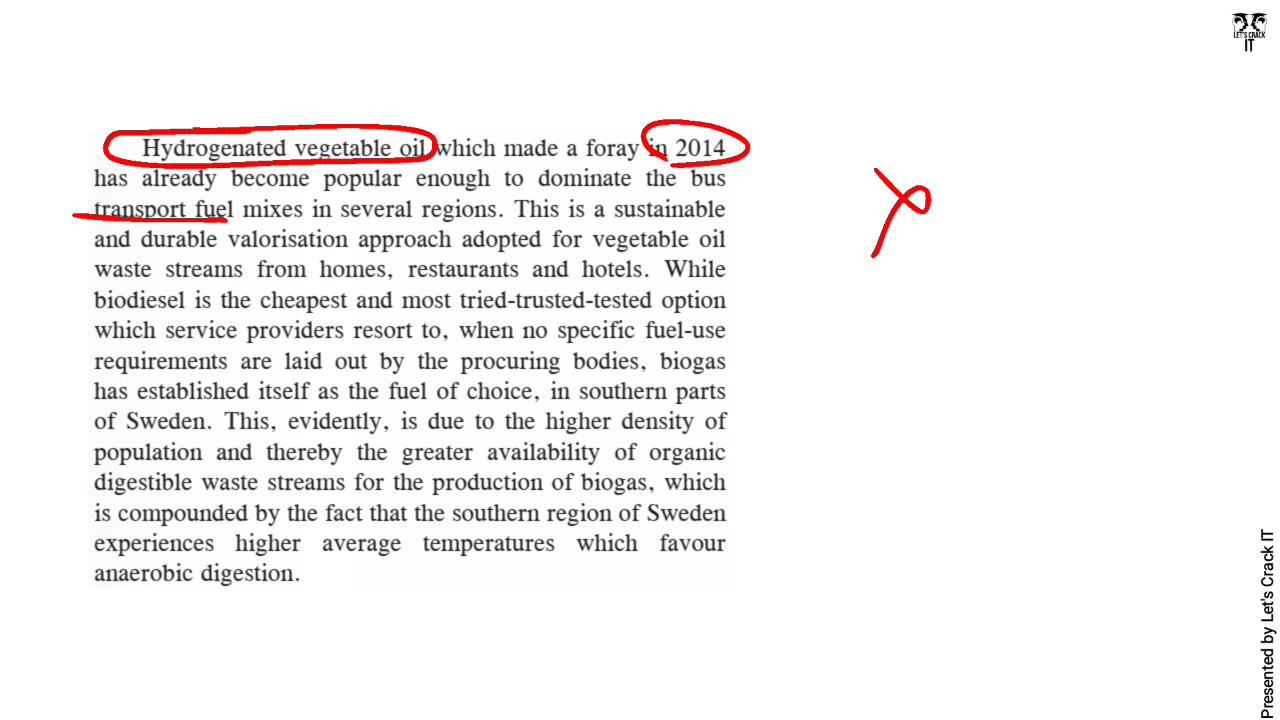 LET'S CRACK
IT
Hydrogenated vegetable oil which made a foray in 2014
has already become popular enough to dominate the bus
transport fuel mixes in several regions. This is a sustainable
and durable valorisation approach adopted for vegetable oil
waste streams from homes, restaurants and hotels. While
biodiesel is the cheapest and most tried-trusted-tested option
which service providers resort to, when no specific fuel-use
requirements are laid out by the procuring bodies, biogas
has established itself as the fuel of choice, in southern parts
of Sweden. This, evidently, is due to the higher density of
population and thereby the greater availability of organic
digestible waste streams for the production of biogas, which
is compounded by the fact that the southern region of Sweden
experiences higher average temperatures which favour
anaerobic digestion.
Presented by Let's Crack IT